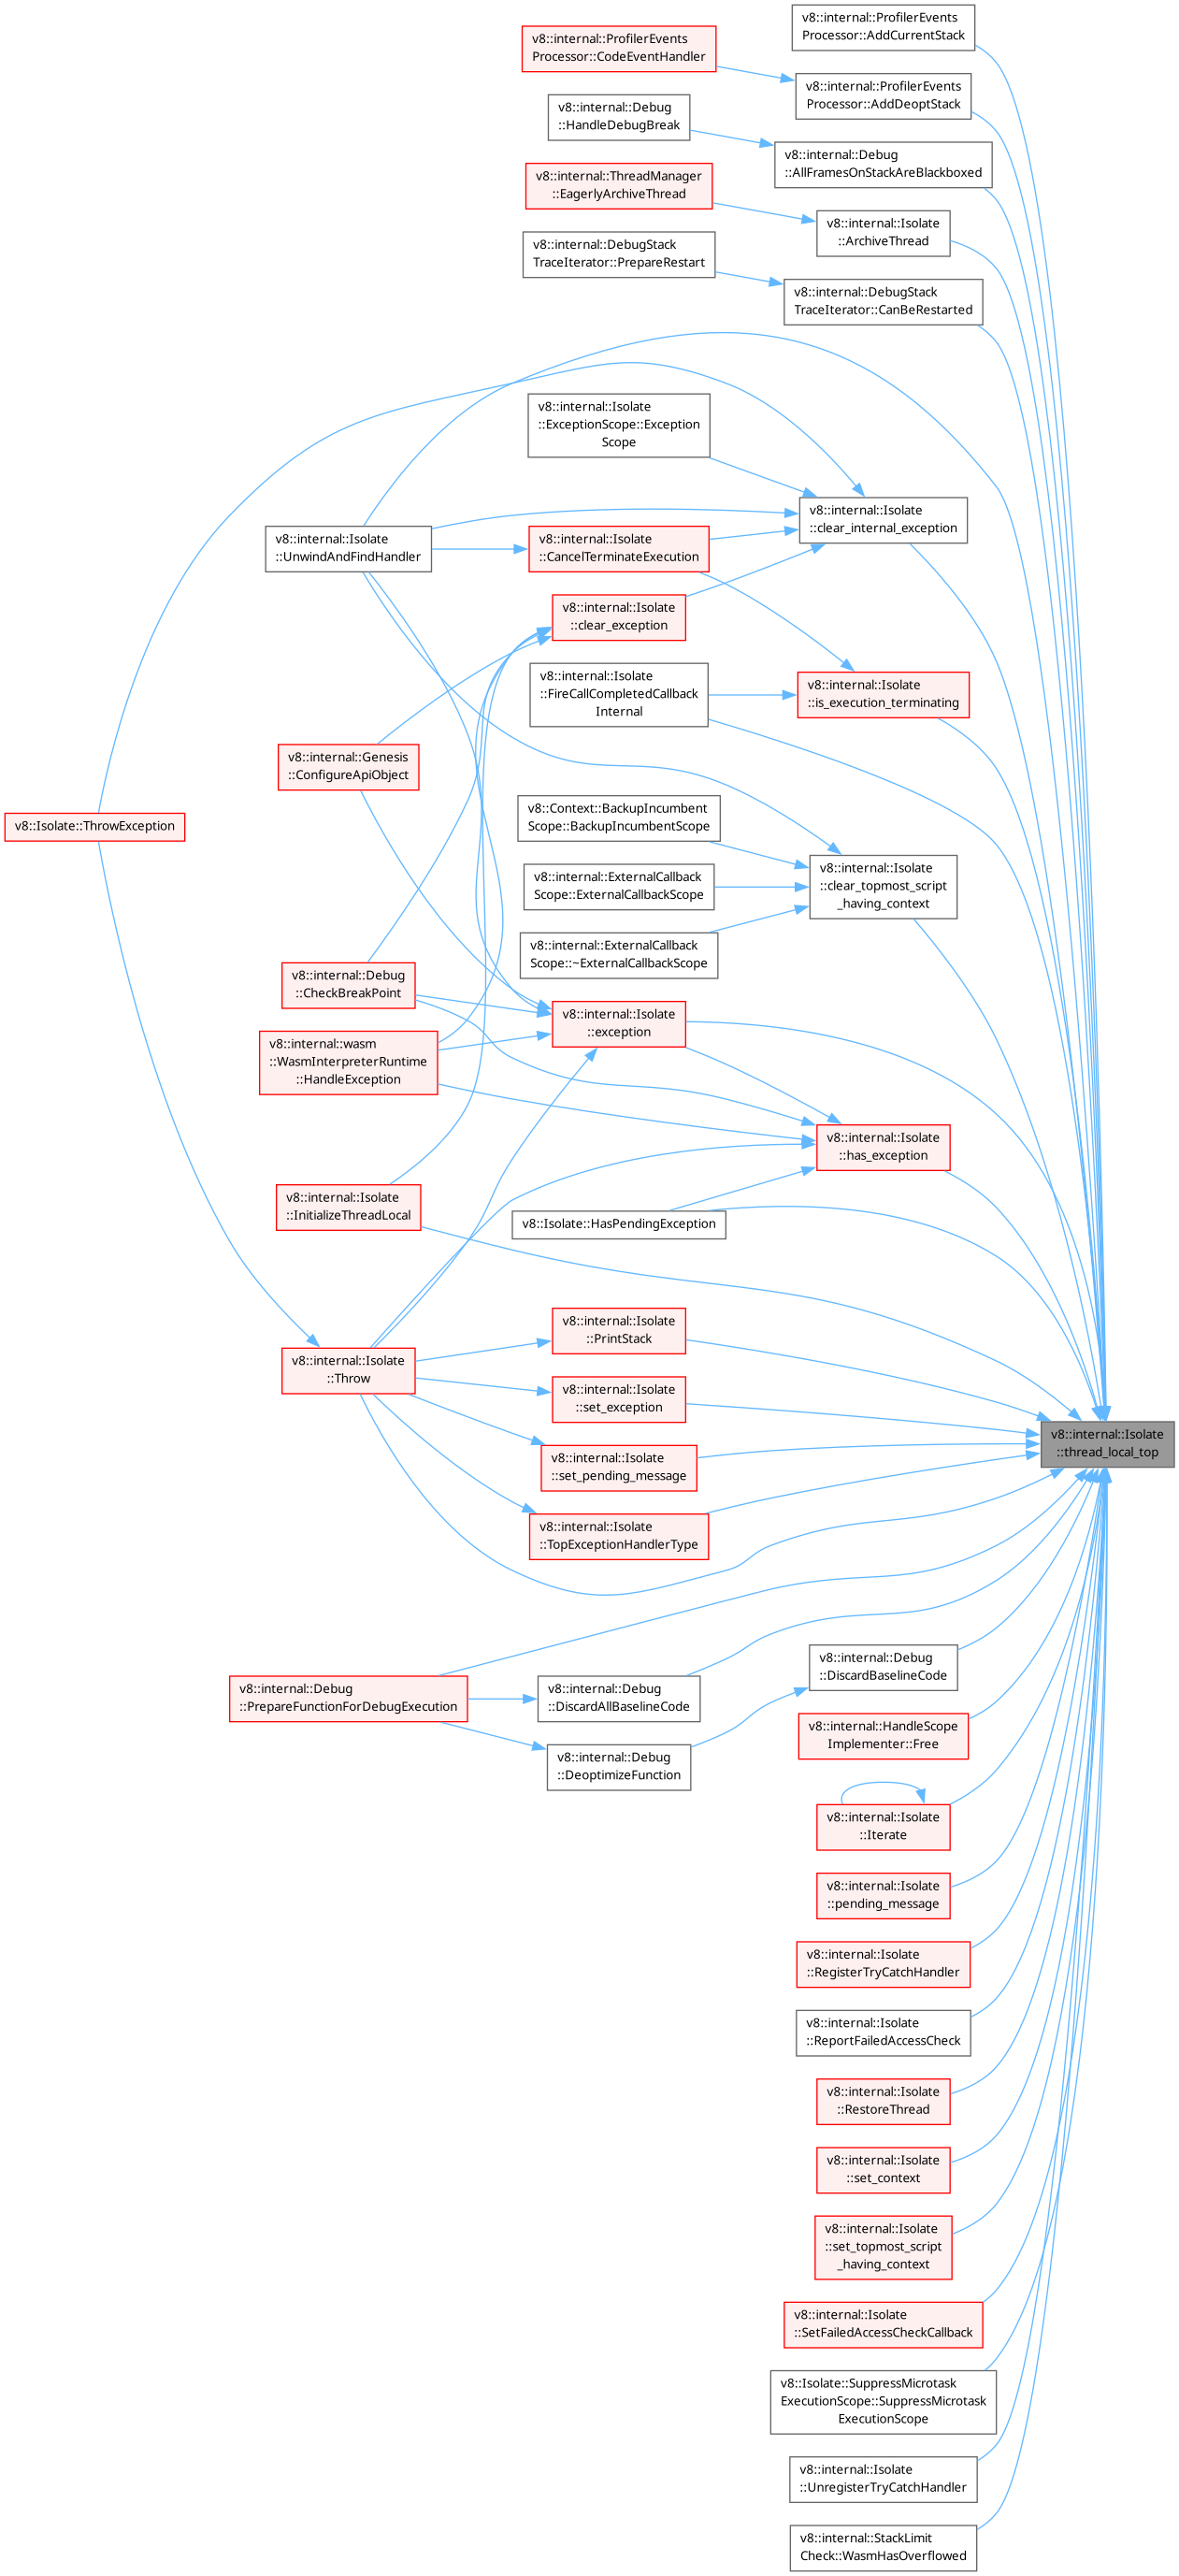 v8::internal::ProfilerEvents
Processor::AddCurrentStack
v8::internal::ProfilerEvents
Processor::CodeEventHandler
v8::internal::ProfilerEvents
Processor::AddDeoptStack
v8::internal::Debug
::HandleDebugBreak
v8::internal::Debug
::AllFramesOnStackAreBlackboxed
v8::internal::ThreadManager
::EagerlyArchiveThread
v8::internal::Isolate
::ArchiveThread
v8::internal::DebugStack
TraceIterator::PrepareRestart
v8::internal::DebugStack
TraceIterator::CanBeRestarted
v8::internal::Isolate
::ExceptionScope::Exception
Scope
v8::internal::Isolate
::clear_internal_exception
v8::internal::Isolate
::UnwindAndFindHandler
v8::internal::Isolate
::CancelTerminateExecution
v8::internal::Isolate
::clear_exception
v8::internal::Isolate
::FireCallCompletedCallback
Internal
v8::internal::Isolate
::is_execution_terminating
v8::internal::Genesis
::ConfigureApiObject
v8::Isolate::ThrowException
v8::Context::BackupIncumbent
Scope::BackupIncumbentScope
v8::internal::ExternalCallback
Scope::ExternalCallbackScope
v8::internal::Isolate
::clear_topmost_script
_having_context
v8::internal::ExternalCallback
Scope::~ExternalCallbackScope
v8::internal::Debug
::CheckBreakPoint
v8::internal::Isolate
::exception
v8::internal::wasm
::WasmInterpreterRuntime
::HandleException
v8::internal::Isolate
::has_exception
v8::internal::Isolate
::InitializeThreadLocal
v8::Isolate::HasPendingException
v8::internal::Isolate
::PrintStack
v8::internal::Isolate
::Throw
v8::internal::Isolate
::set_exception
v8::internal::Isolate
::thread_local_top
v8::internal::Isolate
::set_pending_message
v8::internal::Isolate
::TopExceptionHandlerType
v8::internal::Debug
::DiscardBaselineCode
v8::internal::Debug
::PrepareFunctionForDebugExecution
v8::internal::Debug
::DiscardAllBaselineCode
v8::internal::HandleScope
Implementer::Free
v8::internal::Debug
::DeoptimizeFunction
v8::internal::Isolate
::Iterate
v8::internal::Isolate
::pending_message
v8::internal::Isolate
::RegisterTryCatchHandler
v8::internal::Isolate
::ReportFailedAccessCheck
v8::internal::Isolate
::RestoreThread
v8::internal::Isolate
::set_context
v8::internal::Isolate
::set_topmost_script
_having_context
v8::internal::Isolate
::SetFailedAccessCheckCallback
v8::Isolate::SuppressMicrotask
ExecutionScope::SuppressMicrotask
ExecutionScope
v8::internal::Isolate
::UnregisterTryCatchHandler
v8::internal::StackLimit
Check::WasmHasOverflowed